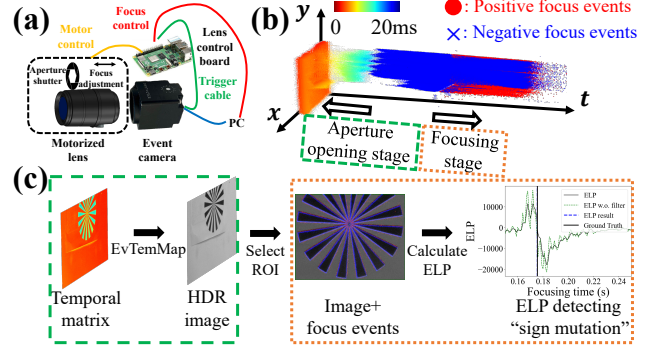 (a)
Focus
control
Motor
control
Lens
control
board
Trigger
cable
Aperture
shutter
Focus
adjustment
PC
Motorized
lens
Event
camera
(b)
y
0
20ms
: Positive focus events
: Negative focus events
x
t
Aperture
opening stage
Focusing
stage
(c)
EvTemMap
Temporal
matrix
HDR
image
Select
ROI
Image+
focus events
Calculate
ELP
ELP
ELP w.o. filter
ELP result
Ground Truth
ELP
10000
0
−10000
−20000
0.16 0.18 0.20 0.22 0.24
Focusing time (s)
ELP detecting
“sign mutation”